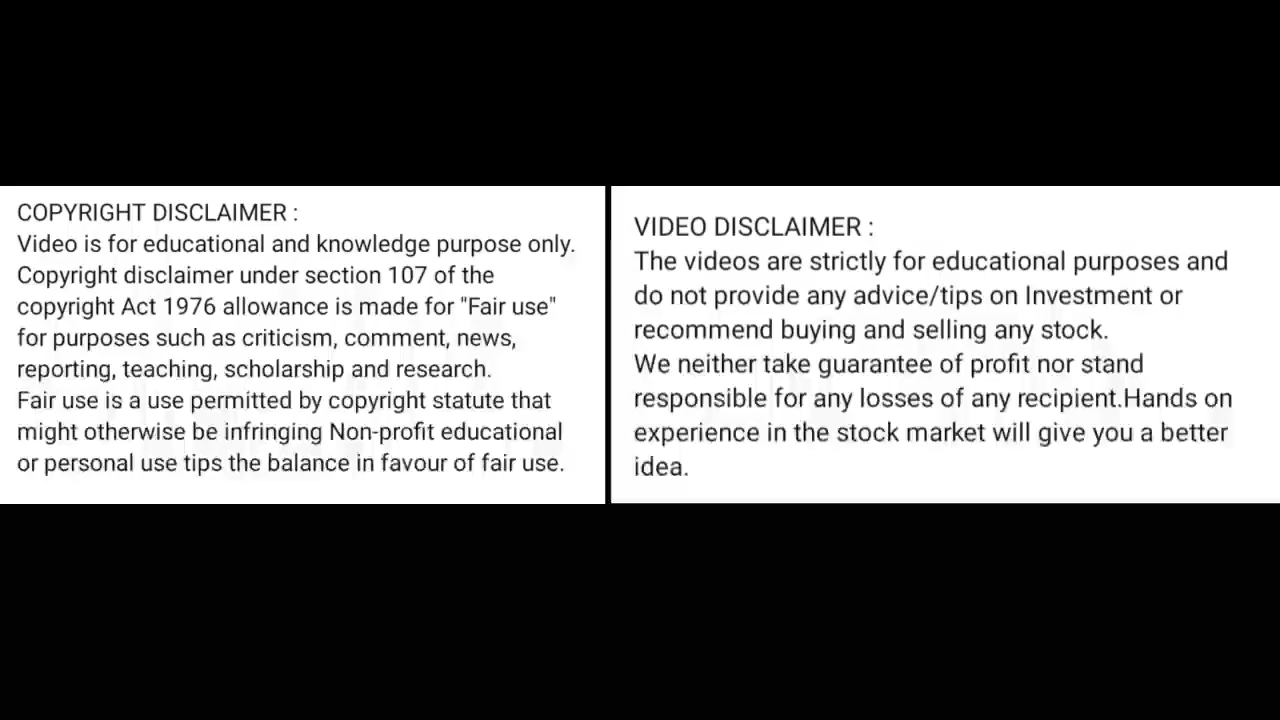 COPYRIGHT DISCLAIMER :
Video is for educational and knowledge purpose only.
Copyright disclaimer under section 107 of the
copyright Act 1976 allowance is made for "Fair use"
for purposes such as criticism, comment, news,
reporting, teaching, scholarship and research.
Fair use is a use permitted by copyright statute that
might otherwise be infringing Non-profit educational
or personal use tips the balance in favour of fair use.
VIDEO DISCLAIMER :
The videos are strictly for educational purposes and
do not provide any advice/tips on Investment or
recommend buying and selling any stock.
We neither take guarantee of profit nor stand
responsible for any losses of any recipient.Hands on
experience in the stock market will give you a better
idea.